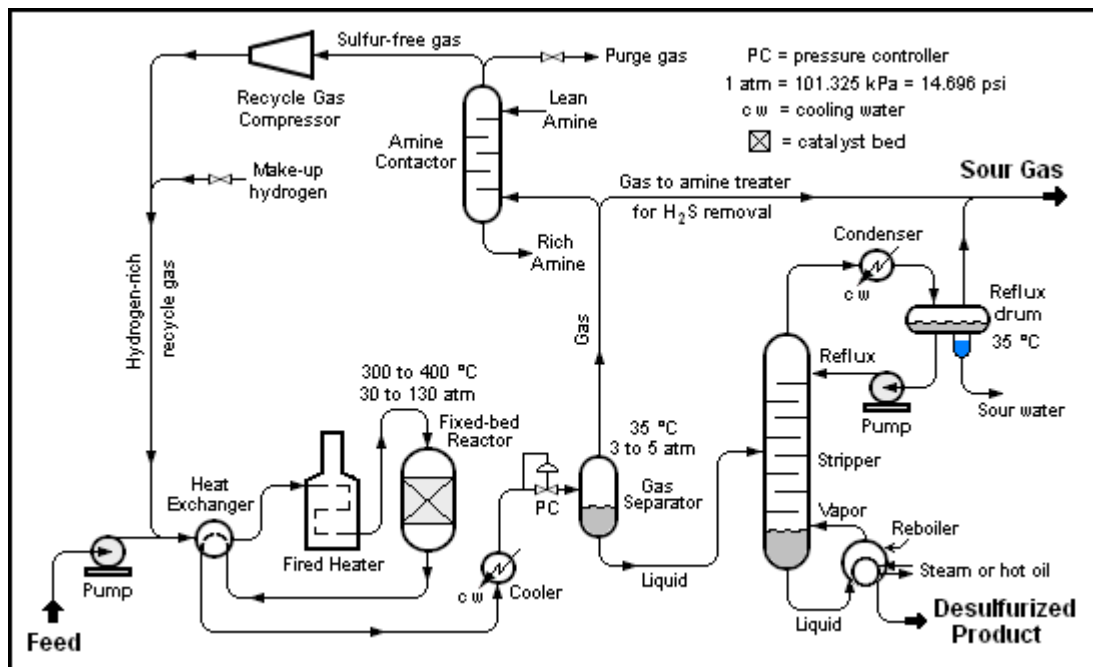 Sulfur-free gas
Purge gas
PC = pressure controller
1 atm = 101.325 kPa = 14.696 psi
c w = cooling water
= catalyst bed
Recycle Gas
Compressor
Lean
Amine
Amine
Contactor
Make-up
hydrogen
Gas to amine treater
for H₂S removal
Sour Gas
Rich
Amine
Condenser
c w
Reflux
drum
35 °C
Hydrogen-rich
recycle gas
Gas
Reflux
Pump
Sour water
300 to 400 °C
30 to 130 atm
Fixed-bed
Reactor
35 °C
3 to 5 atm
Gas
Separator
Stripper
Heat
Exchanger
PC
Vapor
Reboiler
Fired Heater
c w
Cooler
Liquid
Steam or hot oil
Pump
Feed
Liquid
Desulfurized
Product